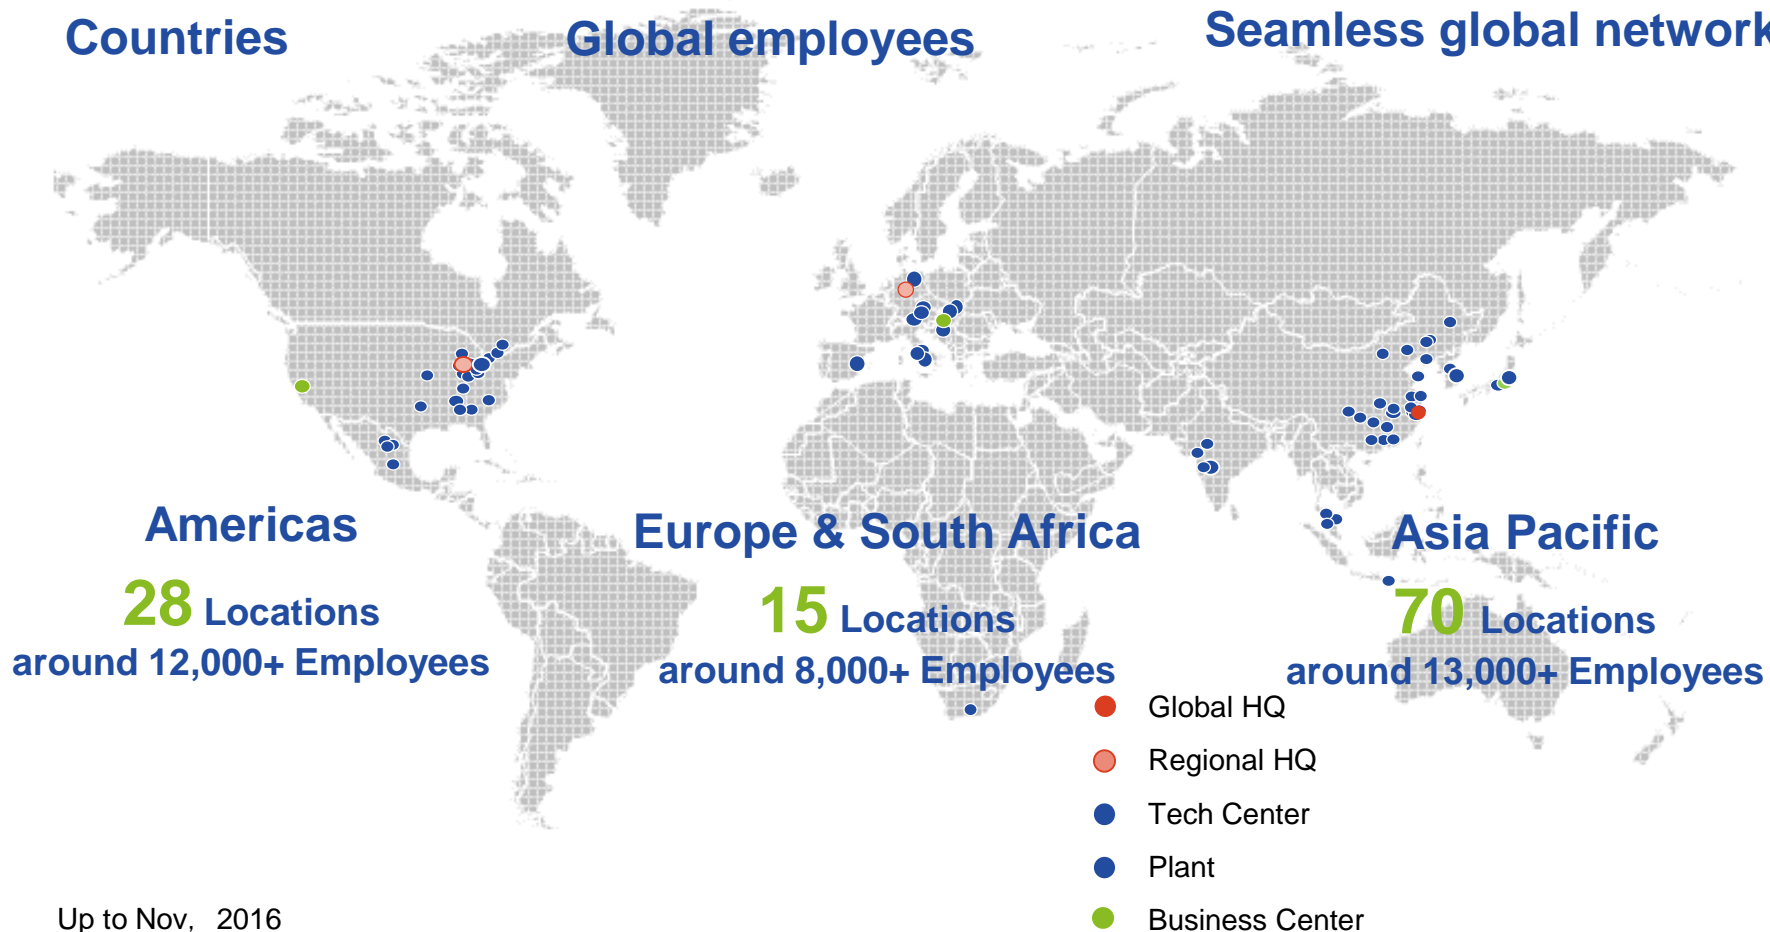 Countries
Global employees
Seamless global network
Americas
28 Locations
around 12,000+ Employees
Europe & South Africa
15 Locations
around 8,000+ Employees
Asia Pacific
70 Locations
around 13,000+ Employees
Global HQ
Regional HQ
Tech Center
Plant
Business Center
Up to Nov, 2016